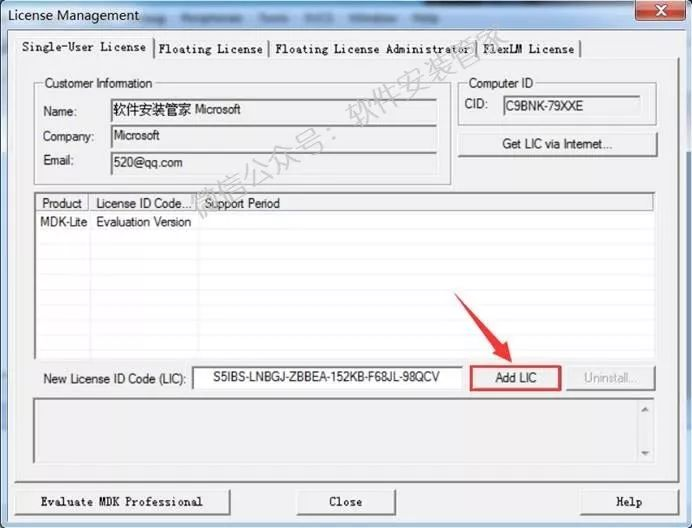 License Management
Single-User License Floating License Floating License Administrator FlexLM License
Customer Information
Name: 软件安装管家 Microsoft
Company: Microsoft
Email: 520@qq.com
Computer ID
CID: C9BNK-79XXE
Get LIC via Internet...
Product License ID Code... Support Period
MDK-Lite Evaluation Version
New License ID Code (LIC): S5IBS-LNBGJ-ZBBEA-152KB-F68JL-98QCV
Add LIC
Uninstall...
Evaluate MDK Professional Close Help
微信公众号：软件安装管家